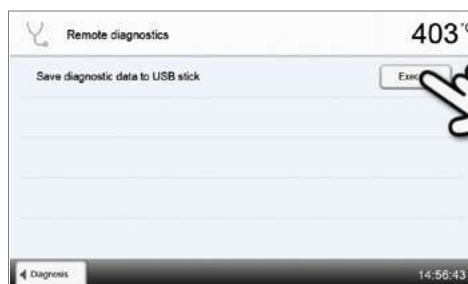 Remote diagnostics
403 °C
Save diagnostic data to USB stick
Diagnosis
14:56:43